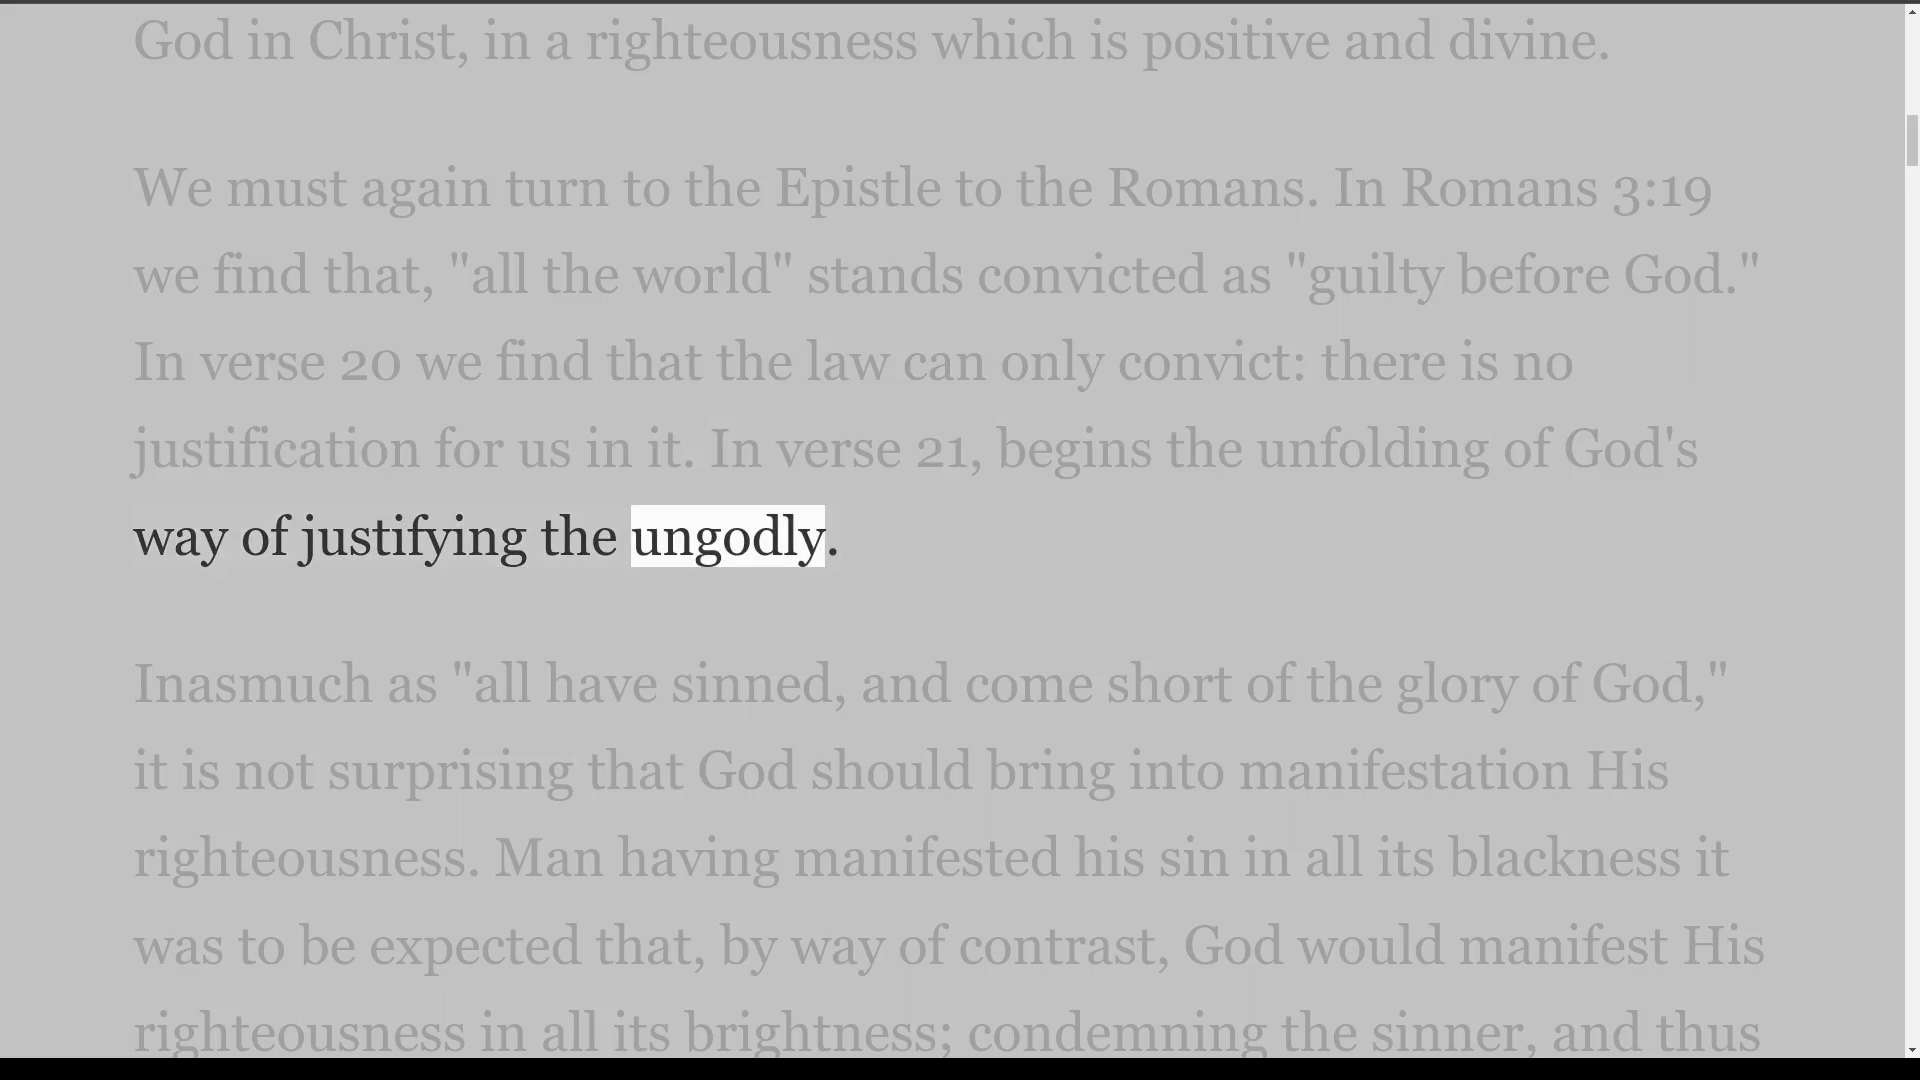 God in Christ, in a righteousness which is positive and divine.
We must again turn to the Epistle to the Romans. In Romans 3:19
we find that, "all the world" stands convicted as "guilty before God."
In verse 20 we find that the law can only convict: there is no
justification for us in it. In verse 21, begins the unfolding of God's
way of justifying the ungodly.
Inasmuch as "all have sinned, and come short of the glory of God,"
it is not surprising that God should bring into manifestation His
righteousness. Man having manifested his sin in all its blackness it
was to be expected that, by way of contrast, God would manifest His
righteousness in all its brightness; condemning the sinner, and thus